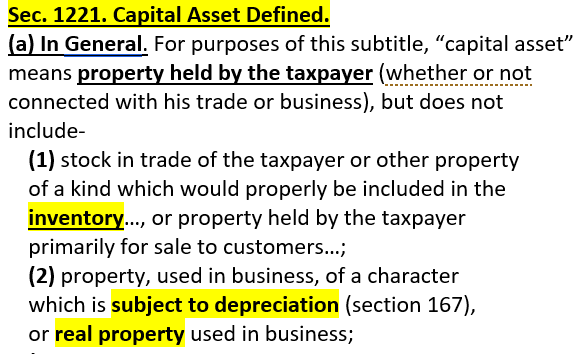 Sec. 1221. Capital Asset Defined.
(a) In General. For purposes of this subtitle, “capital asset”
means property held by the taxpayer (whether or not
connected with his trade or business), but does not
include-
(1) stock in trade of the taxpayer or other property
of a kind which would properly be included in the
inventory…, or property held by the taxpayer
primarily for sale to customers…;
(2) property, used in business, of a character
which is subject to depreciation (section 167),
or real property used in business;